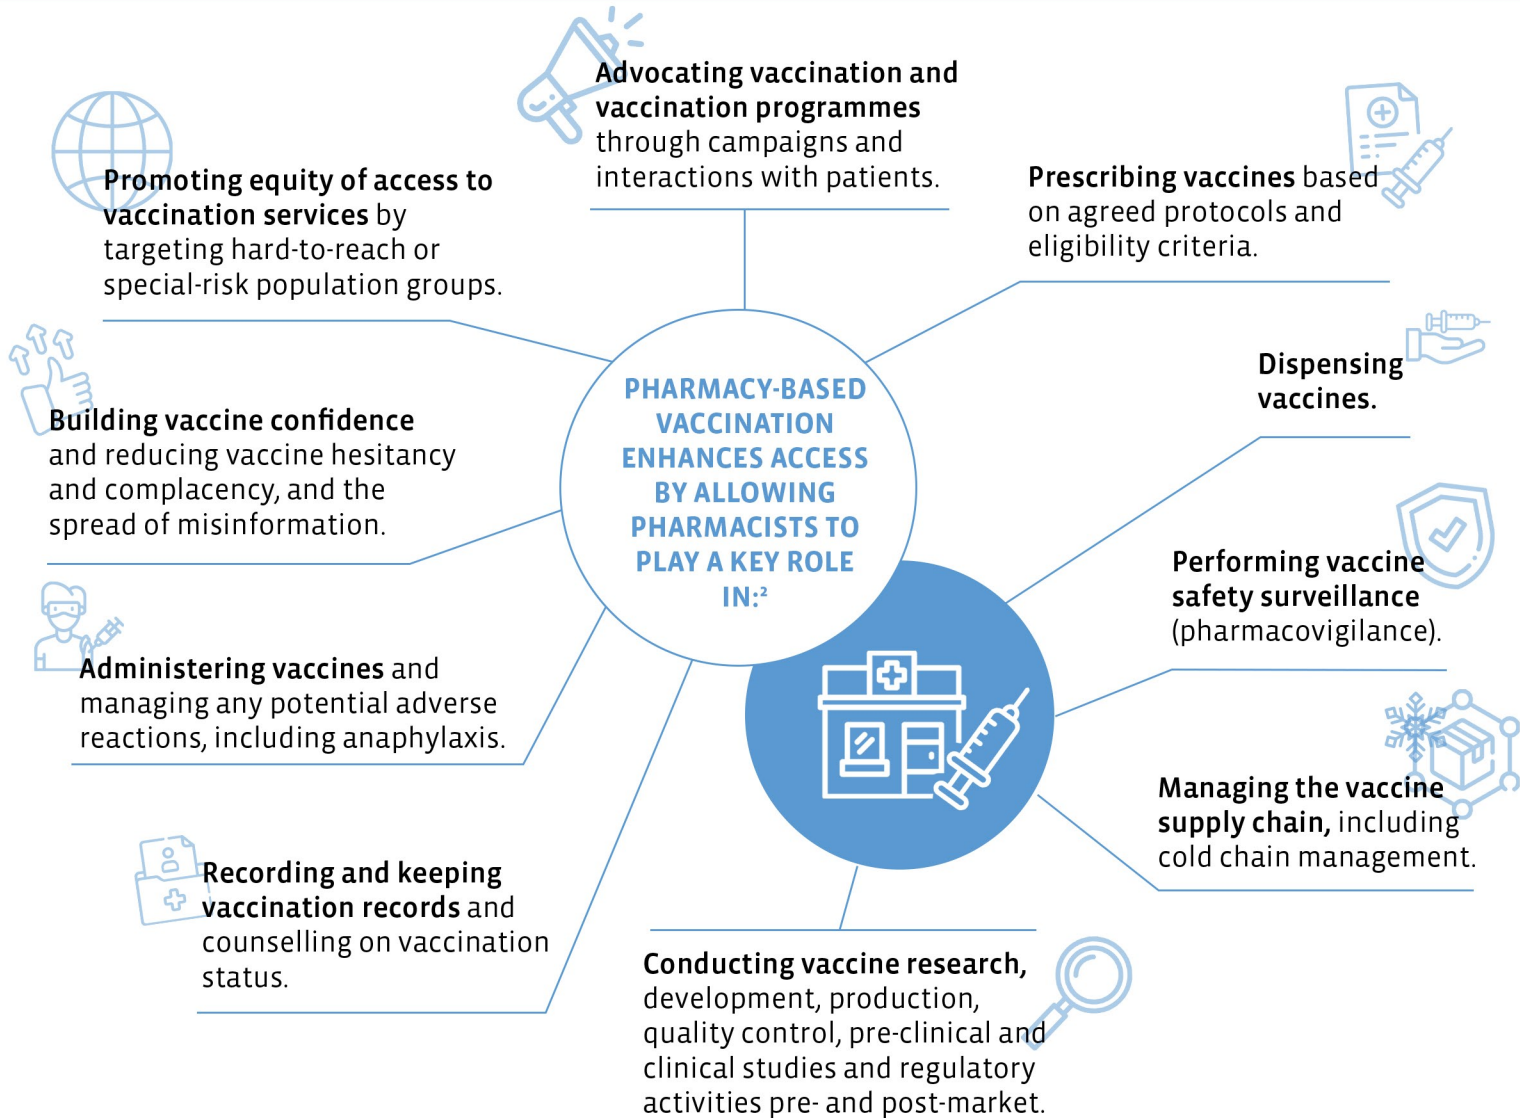 Advocating vaccination and
vaccination programmes
through campaigns and
interactions with patients.
Promoting equity of access to
vaccination services by
targeting hard-to-reach or
special-risk population groups.
Prescribing vaccines based
on agreed protocols and
eligibility criteria.
Building vaccine confidence
and reducing vaccine hesitancy
and complacency, and the
spread of misinformation.
PHARMACY-BASED
VACCINATION
ENHANCES ACCESS
BY ALLOWING
PHARMACISTS TO
PLAY A KEY ROLE
IN:²
Dispensing
vaccines.
Performing vaccine
safety surveillance
(pharmacovigilance).
Administering vaccines and
managing any potential adverse
reactions, including anaphylaxis.
Managing the vaccine
supply chain, including
cold chain management.
Recording and keeping
vaccination records and
counselling on vaccination
status.
Conducting vaccine research,
development, production,
quality control, pre-clinical and
clinical studies and regulatory
activities pre- and post-market.